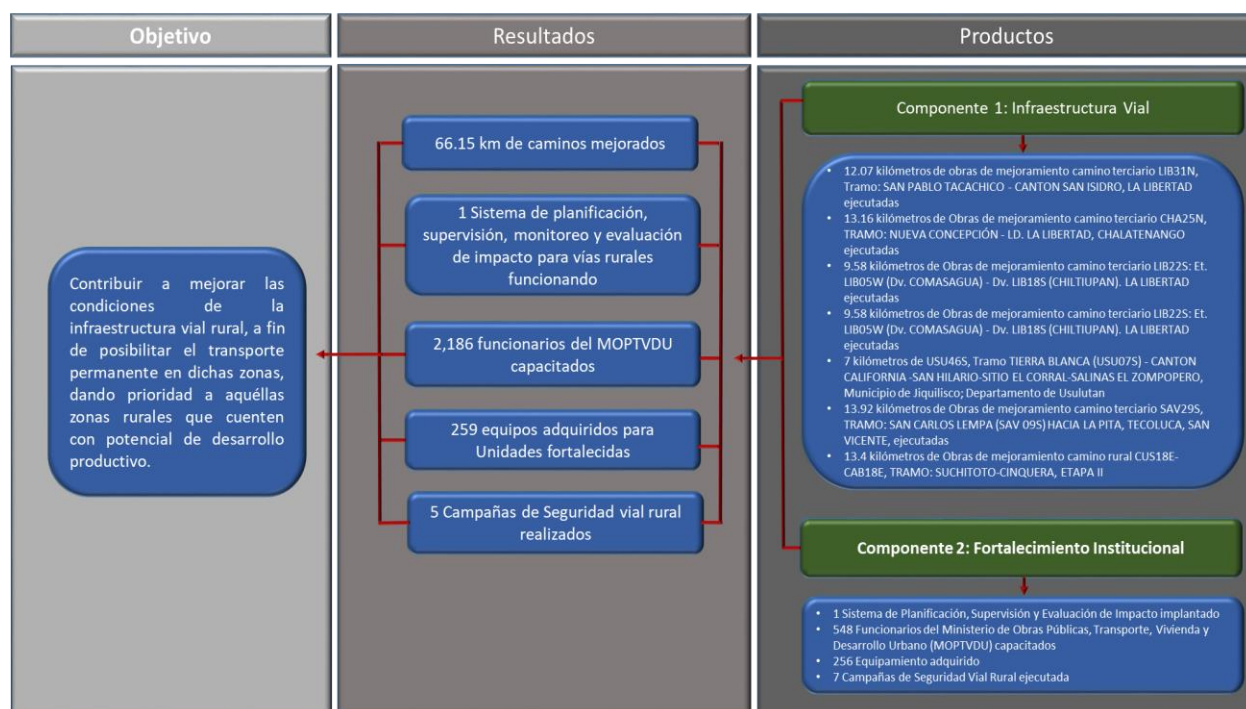 Objetivo
Resultados
Productos
Contribuir a mejorar las
condiciones de la
infraestructura vial rural, a fin
de posibilitar el transporte
permanente en dichas zonas,
dando prioridad a aquéllas
zonas rurales que cuenten
con potencial de desarrollo
productivo.
66.15 km de caminos mejorados
1 Sistema de planificación,
supervisión, monitoreo y evaluación
de impacto para vías rurales
funcionando
2,186 funcionarios del MOPTVDU
capacitados
259 equipos adquiridos para
Unidades fortalecidas
5 Campañas de Seguridad vial rural
realizados
Componente 1: Infraestructura Vial
• 12.07 kilómetros de obras de mejoramiento camino terciario LIB31N,
Tramo: SAN PABLO TACACHICO - CANTON SAN ISIDRO, LA LIBERTAD
ejecutadas
• 13.16 kilómetros de Obras de mejoramiento camino terciario CHA25N,
TRAMO: NUEVA CONCEPCIÓN - LD. LA LIBERTAD, CHALATENANGO
ejecutadas
• 9.58 kilómetros de Obras de mejoramiento camino terciario LIB22S: Et.
LIB05W (Dv. COMASAGUA) - Dv. LIB18S (CHILTIUPAN). LA LIBERTAD
ejecutadas
• 9.58 kilómetros de Obras de mejoramiento camino terciario LIB22S: Et.
LIB05W (Dv. COMASAGUA) - Dv. LIB18S (CHILTIUPAN). LA LIBERTAD
ejecutadas
• 7 kilómetros de USU46S, Tramo TIERRA BLANCA (USU07S) - CANTON
CALIFORNIA -SAN HILARIO-SITIO EL CORRAL-SALINAS EL ZOMPOPERO,
Municipio de Jiquilisco; Departamento de Usulutan
• 13.92 kilómetros de Obras de mejoramiento camino terciario SAV29S,
TRAMO: SAN CARLOS LEMPA (SAV 09S) HACIA LA PITA, TECOLUCA, SAN
VICENTE, ejecutadas
• 13.4 kilómetros de Obras de mejoramiento camino rural CUS18E-
CAB18E, TRAMO: SUCHITOTO-CINQUERA, ETAPA II
Componente 2: Fortalecimiento Institucional
• 1 Sistema de Planificación, Supervisión y Evaluación de Impacto implantado
• 548 Funcionarios del Ministerio de Obras Públicas, Transporte, Vivienda y
Desarrollo Urbano (MOPTVDU) capacitados
• 256 Equipamiento adquirido
• 7 Campañas de Seguridad Vial Rural ejecutada